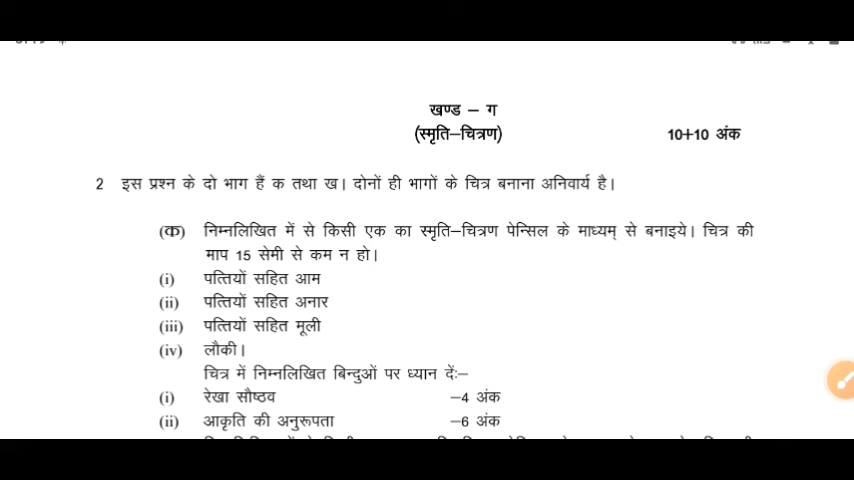 खण्ड – ग
(स्मृति–चित्रण) 10+10 अंक
2 इस प्रश्न के दो भाग हैं क तथा ख। दोनों ही भागों के चित्र बनाना अनिवार्य है।
(क) निम्नलिखित में से किसी एक का स्मृति–चित्रण पेन्सिल के माध्यम् से बनाइये। चित्र की
माप 15 सेमी से कम न हो।
(i) पत्तियों सहित आम
(ii) पत्तियों सहित अनार
(iii) पत्तियों सहित मूली
(iv) लौकी।
चित्र में निम्नलिखित बिन्दुओं पर ध्यान देंः–
(i) रेखा सौष्ठव –4 अंक
(ii) आकृति की अनुरूपता –6 अंक